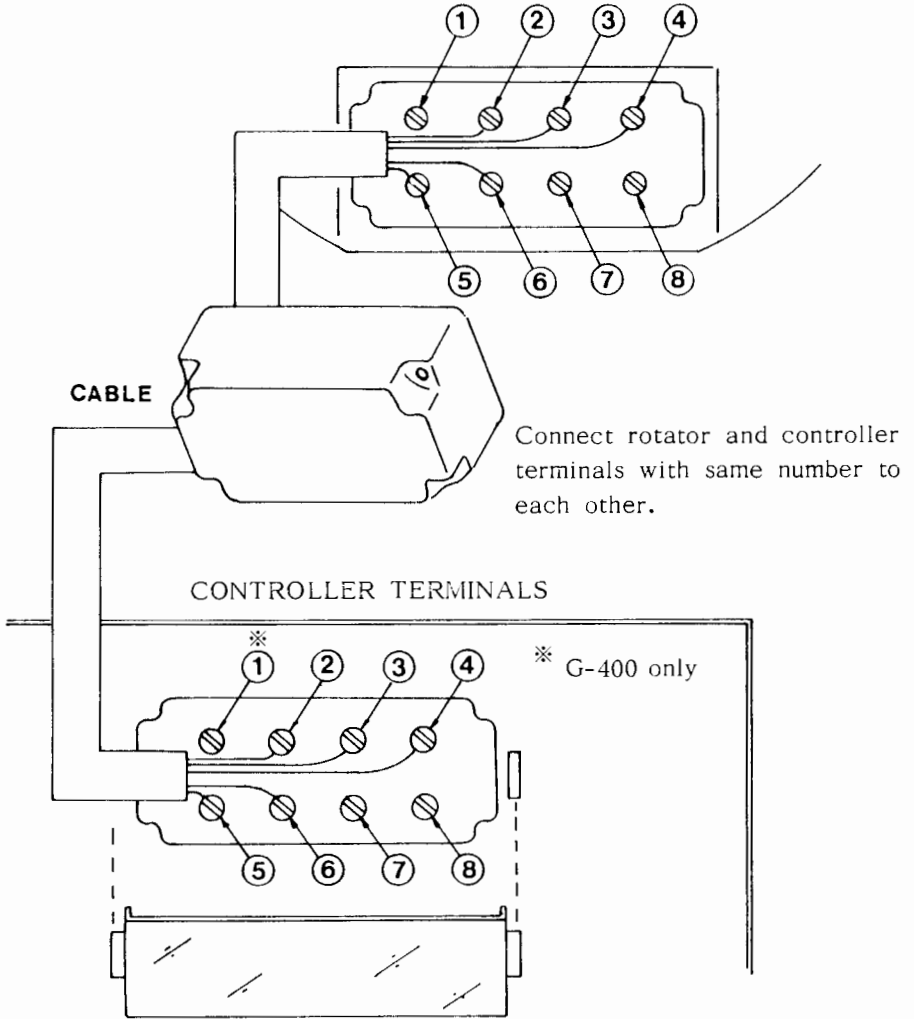 ① ② ③ ④
⑤ ⑥ ⑦ ⑧
CABLE
Connect rotator and controller
terminals with same number to
each other.
CONTROLLER TERMINALS
※
① ② ③ ④
※ G-400 only
⑤ ⑥ ⑦ ⑧